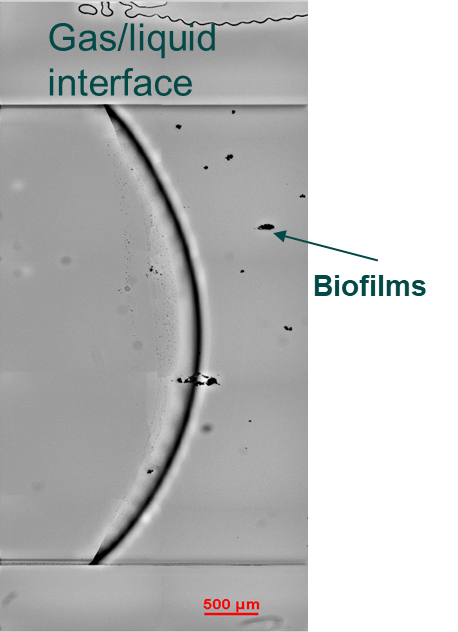 Gas/liquid
interface
Biofilms
500 µm